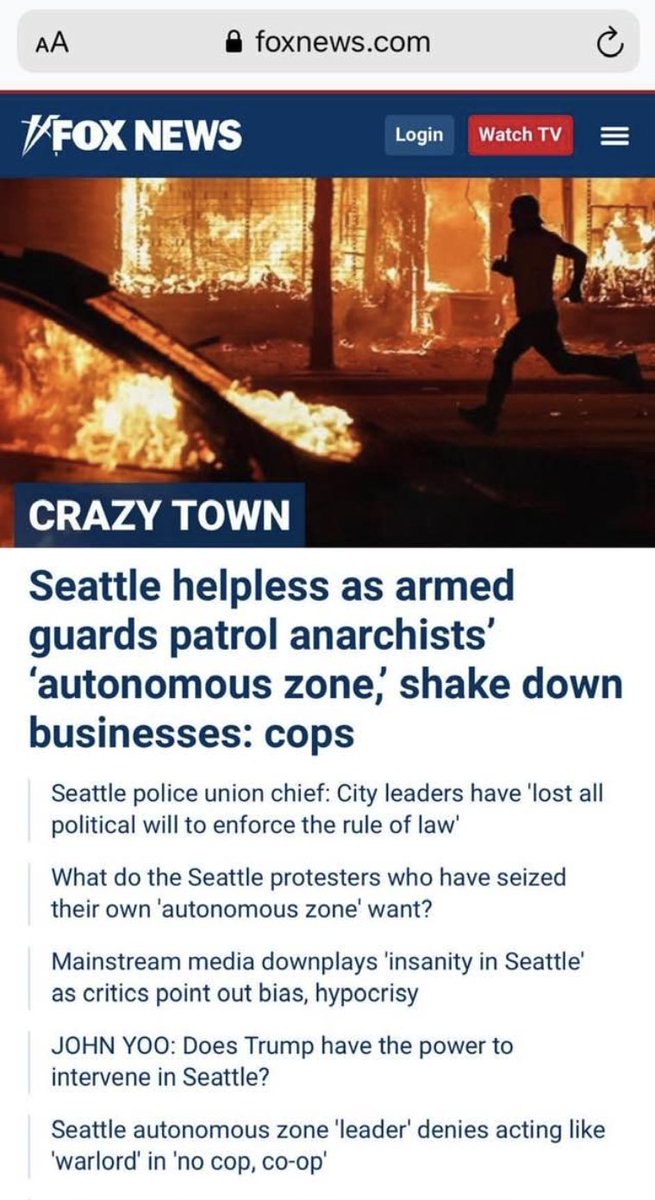 AA
foxnews.com
FOX NEWS
Login
Watch TV
CRAZY TOWN
Seattle helpless as armed
guards patrol anarchists’
‘autonomous zone,’ shake down
businesses: cops
Seattle police union chief: City leaders have 'lost all
political will to enforce the rule of law'
What do the Seattle protesters who have seized
their own 'autonomous zone' want?
Mainstream media downplays 'insanity in Seattle'
as critics point out bias, hypocrisy
JOHN YOO: Does Trump have the power to
intervene in Seattle?
Seattle autonomous zone 'leader' denies acting like
'warlord' in 'no cop, co-op'